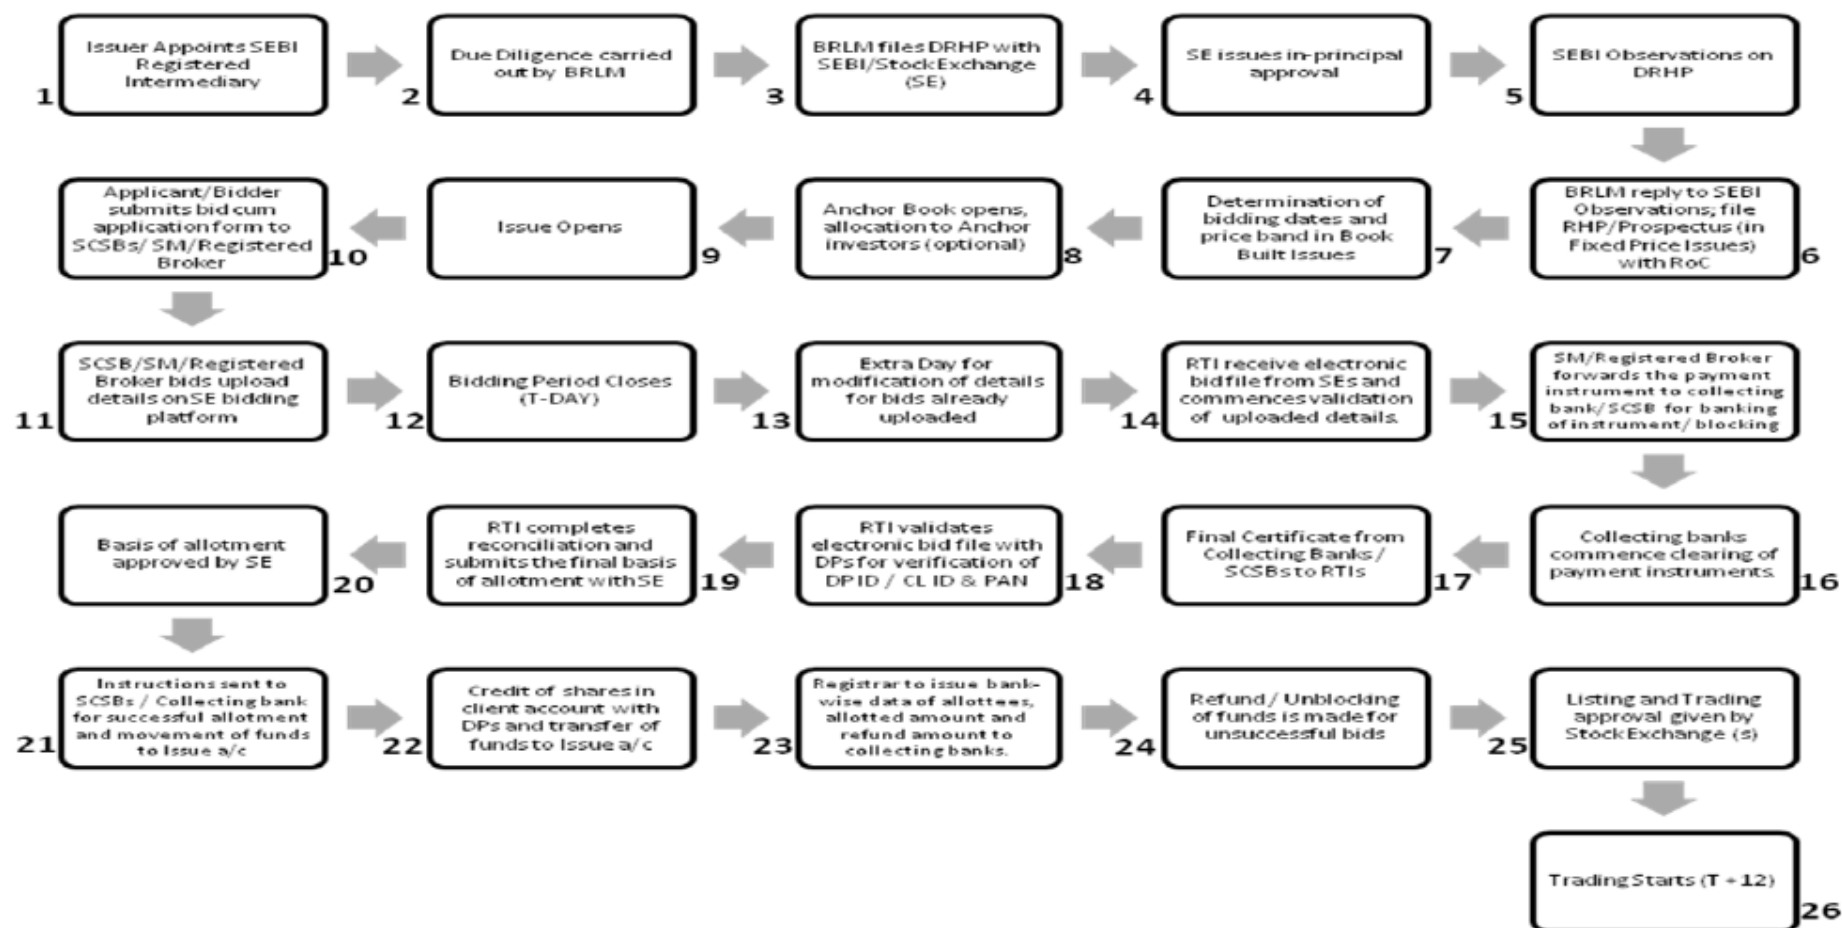 Issuer Appoints SEBI
Registered
Intermediary
1
Due Diligence carried
out by BRLM
2
BRLM files DRHP with
SEBI/Stock Exchange
(SE)
3
SE issues in-principal
approval
4
SEBI Observations on
DRHP
5
BRLM reply to SEBI
Observations; file
RHP/Prospectus (in
Fixed Price Issues)
with RoC
6
Determination of
bidding dates and
price band in Book
Built Issues
7
Anchor Book opens,
allocation to Anchor
investors (optional)
8
Issue Opens
9
Applicant/Bidder
submits bid cum
application form to
SCSBs/ SM/Registered
Broker
10
SCSB/SM/Registered
Broker bids upload
details on SE bidding
platform
11
Bidding Period Closes
(T-DAY)
12
Extra Day for
modification of details
for bids already
uploaded
13
RTI receive electronic
bid file from SEs and
commences validation
of uploaded details.
14
SM/Registered Broker
forwards the payment
instrument to collecting
bank/SCSB for banking
of instrument/ blocking
15
Collecting banks
commence clearing of
payment instruments.
16
Final Certificate from
Collecting Banks /
SCSBs to RTIs
17
RTI validates
electronic bid file with
DPs for verification of
DP ID / CL ID & PAN
18
RTI completes
reconciliation and
submits the final basis
of allotment with SE
19
Basis of allotment
approved by SE
20
Instructions sent to
SCSBs / Collecting bank
for successful allotment
and movement of funds
to Issue a/c
21
Credit of shares in
client account with
DPs and transfer of
funds to Issue a/c
22
Registrar to issue bank-
wise data of allottees,
allotted amount and
refund amount to
collecting banks.
23
Refund / Unblocking
of funds is made for
unsuccessful bids
24
Listing and Trading
approval given by
Stock Exchange (s)
25
Trading Starts (T + 12)
26